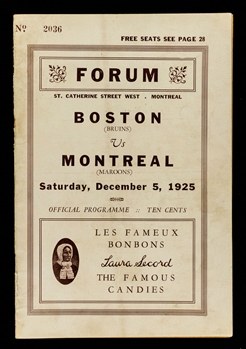 Nº 2036
FREE SEATS SEE PAGE 28
FORUM
ST. CATHERINE STREET WEST . MONTREAL
BOSTON
(BRUINS)
Vs
MONTREAL
(MAROONS)
Saturday, December 5, 1925
OFFICIAL PROGRAMME :: TEN CENTS
LES FAMEUX
BONBONS
Laura Secord
THE FAMOUS
CANDIES